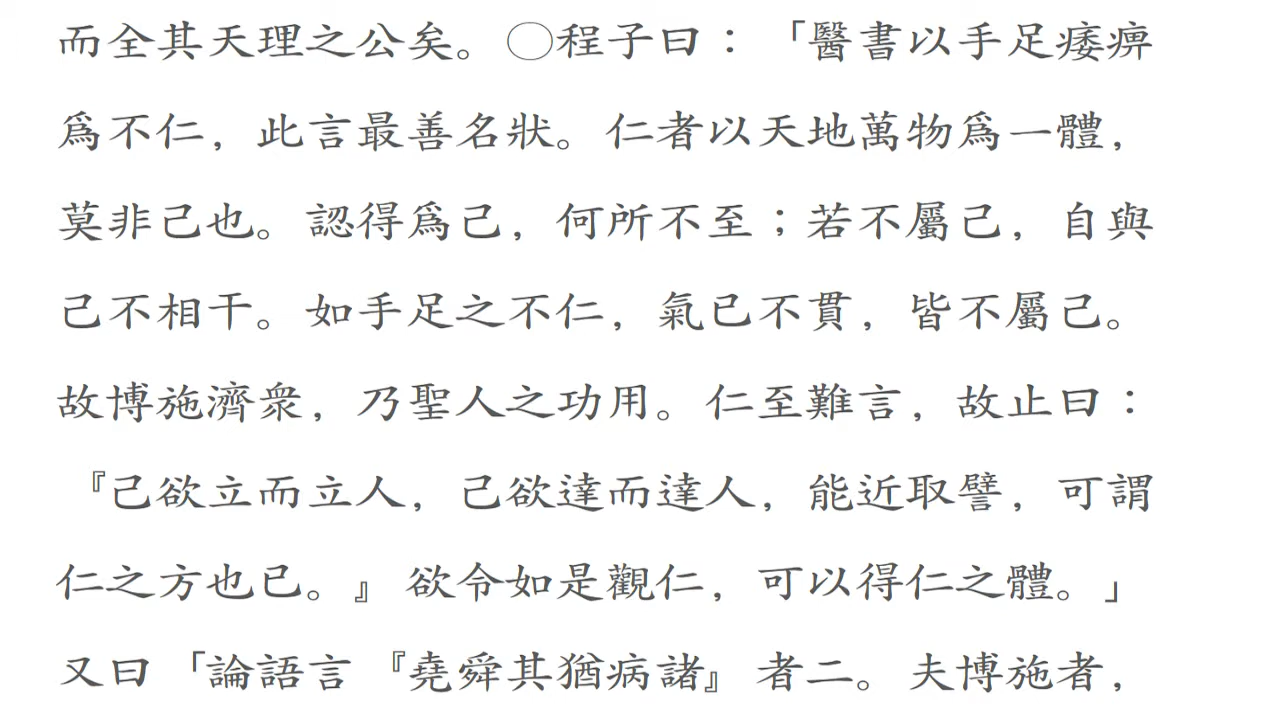 而全其天理之公矣。◯程子曰：「醫書以手足痿痹
爲不仁，此言最善名狀。仁者以天地萬物爲一體，
莫非己也。認得爲己，何所不至；若不屬己，自與
己不相干。如手足之不仁，氣已不貫，皆不屬己。
故博施濟衆，乃聖人之功用。仁至難言，故止曰：
『己欲立而立人，己欲達而達人，能近取譬，可謂
仁之方也已。』欲令如是觀仁，可以得仁之體。」
又曰「論語言『堯舜其猶病諸』者二。夫博施者，